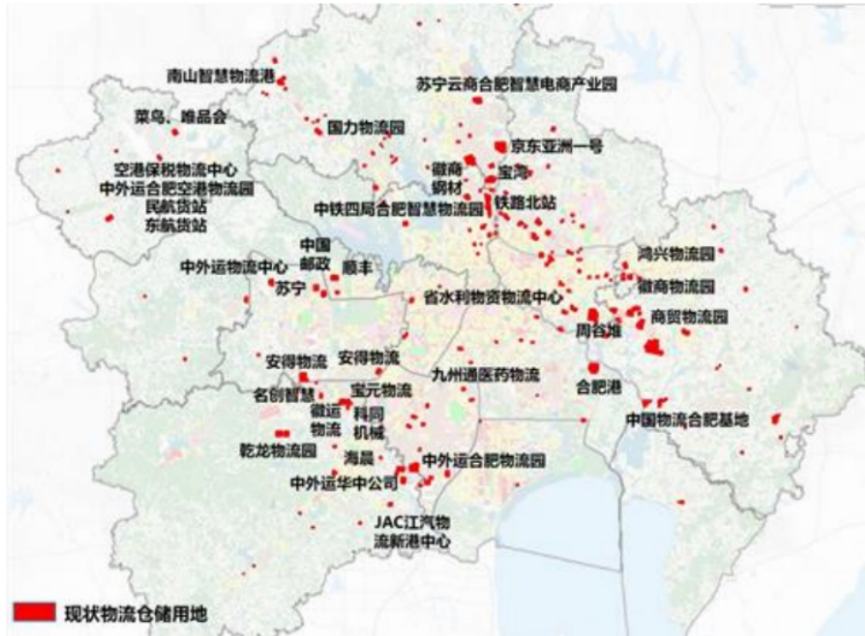 南山智慧物流港
苏宁云商合肥智慧电商产业园
菜鸟、唯品会
国力物流园
京东亚洲一号
空港保税物流中心
中外运合肥空港物流园
民航货站
东航货站
徽商
钢材
宝湾
中铁四局合肥智慧物流园
铁路北站
中国
邮政
顺丰
中外运物流中心
苏宁
鸿兴物流园
徽商物流园
省水利物资物流中心
商贸物流园
周谷堆
安得物流
安得物流
九州通医药物流
合肥港
名创智慧
宝元物流
徽运
物流
科同
机械
中国物流合肥基地
乾龙物流园
海晨
中外运合肥物流园
中外运华中公司
JAC江汽物
流新港中心
现状物流仓储用地